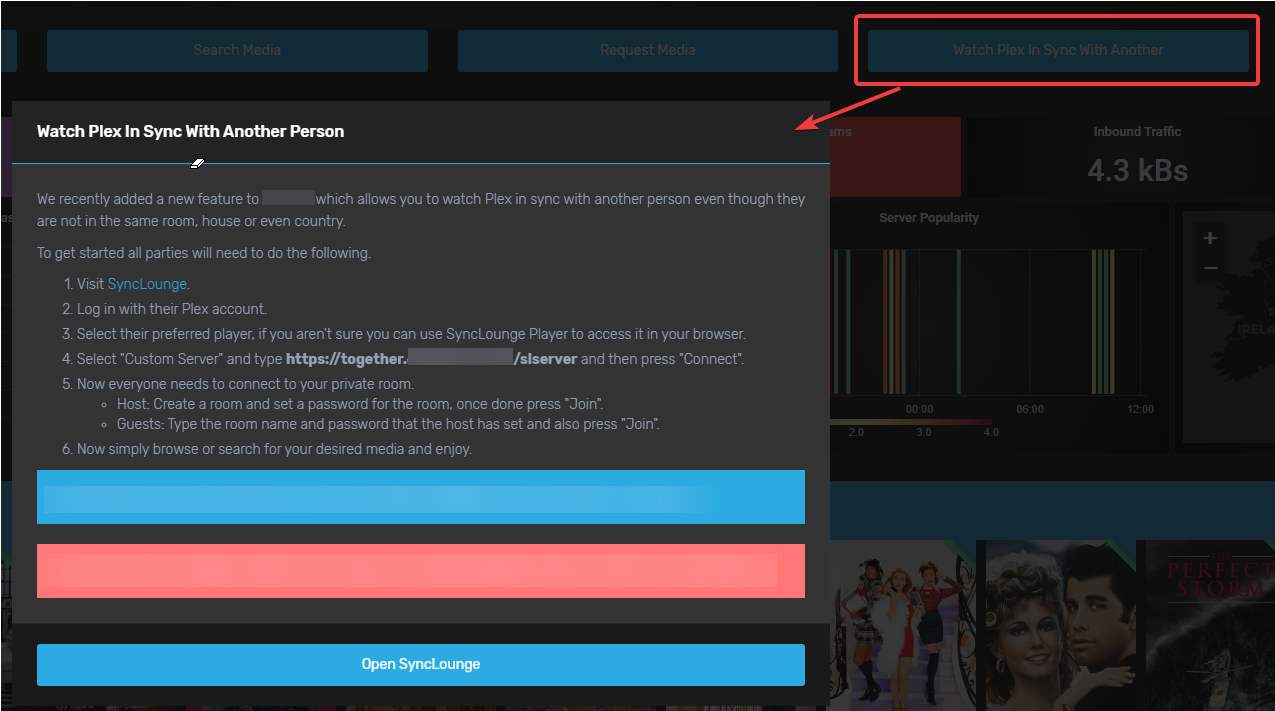 Search Media
Request Media
Watch Plex In Sync With Another
Watch Plex In Sync With Another Person
ms
Inbound Traffic
4.3 kBs
We recently added a new feature to which allows you to watch Plex in sync with another person even though they
are not in the same room, house or even country.
Server Popularity
+
−
To get started all parties will need to do the following.
1. Visit SyncLounge.
2. Log in with their Plex account.
3. Select their preferred player, if you aren't sure you can use SyncLounge Player to access it in your browser.
4. Select "Custom Server" and type https://together. /slserver and then press "Connect".
5. Now everyone needs to connect to your private room.
◦ Host: Create a room and set a password for the room, once done press "Join".
◦ Guests: Type the room name and password that the host has set and also press "Join".
6. Now simply browse or search for your desired media and enjoy.
00:00
06:00
12:00
2.0
3.0
4.0
THE
PERFECT
STORM
Open SyncLounge